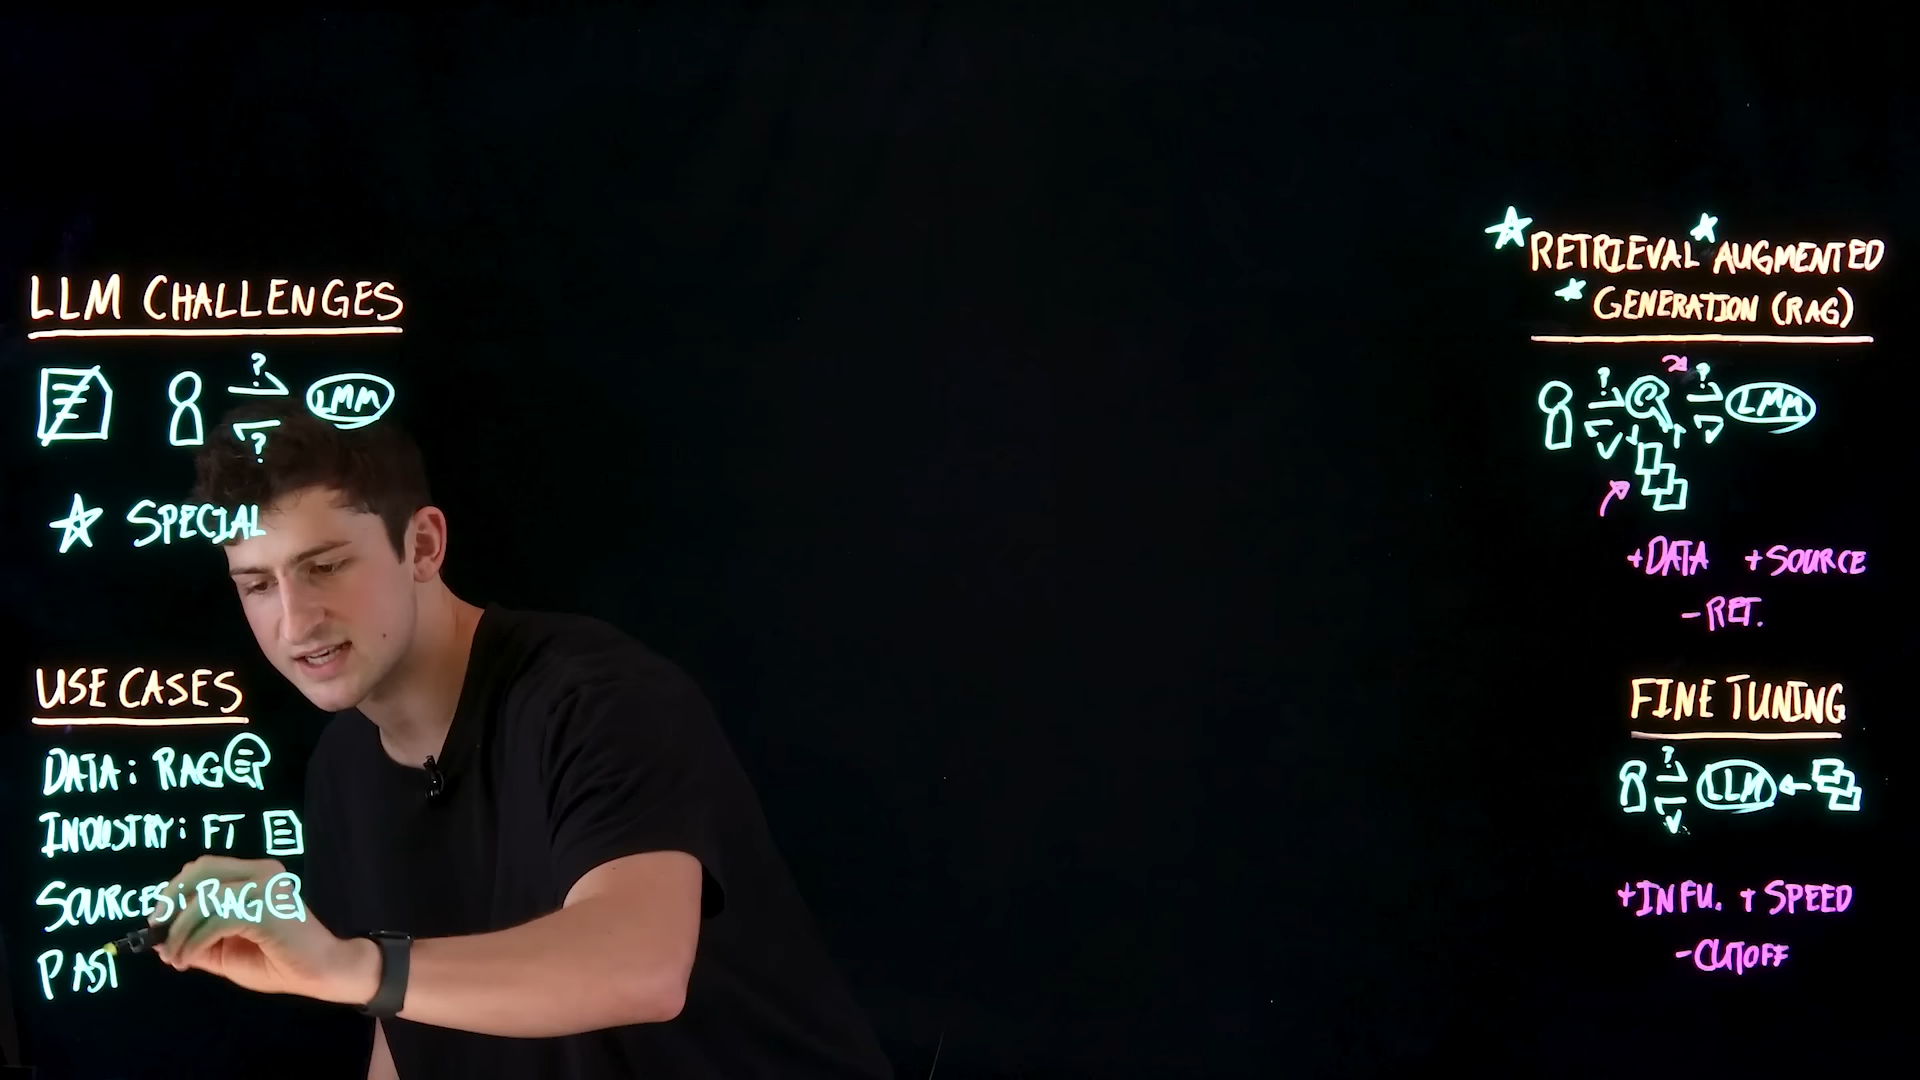 LLM CHALLENGES
? LMM
?
SPECIAL
USE CASES
DATA: RAG
INDUSTRY: FT
SOURCES: RAG
PAST
RETRIEVAL AUGMENTED
GENERATION (RAG)
? ? LMM
+DATA +SOURCE
-RET.
FINE TUNING
? LLM
+INFU. + SPEED
-CUTOFF